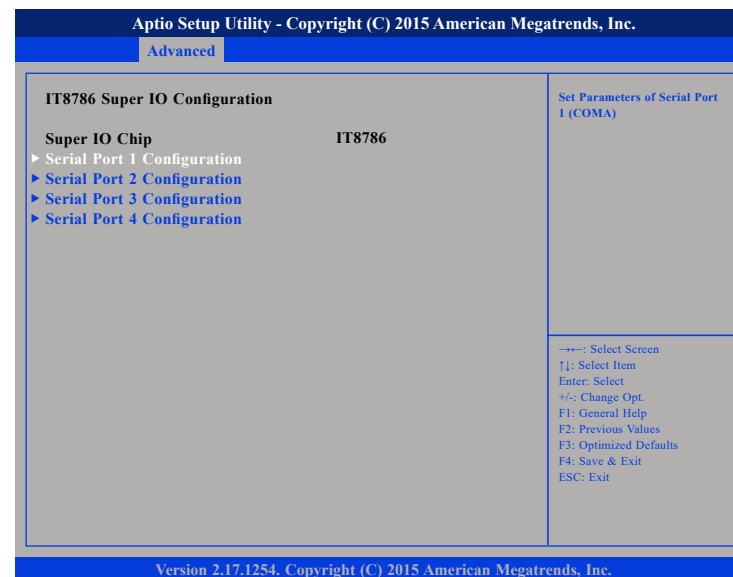 Aptio Setup Utility - Copyright (C) 2015 American Megatrends, Inc.
Advanced
IT8786 Super IO Configuration
Super IO Chip IT8786
▶ Serial Port 1 Configuration
▶ Serial Port 2 Configuration
▶ Serial Port 3 Configuration
▶ Serial Port 4 Configuration
Set Parameters of Serial Port
1 (COMA)
→←: Select Screen
↑↓: Select Item
Enter: Select
+/-: Change Opt.
F1: General Help
F2: Previous Values
F3: Optimized Defaults
F4: Save & Exit
ESC: Exit
Version 2.17.1254. Copyright (C) 2015 American Megatrends, Inc.